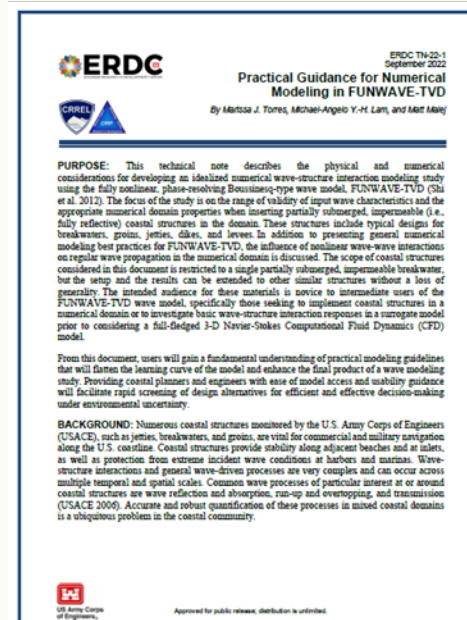 ERDC
ERDC TN-22-1
September 2022
Practical Guidance for Numerical
Modeling in FUNWAVE-TVD
By Marissa J. Torres, Michael-Angelo Y.-H. Lam, and Matt Malej
CRREL
PURPOSE: This technical note describes the physical and numerical
considerations for developing an idealized numerical wave-structure interaction modeling study
using the fully nonlinear, phase-resolving Boussinesq-type wave model, FUNWAVE-TVD (Shi
et al. 2012). The focus of the study is on the range of validity of input wave characteristics and the
appropriate numerical domain properties when inserting partially submerged, impermeable (i.e.,
fully reflective) coastal structures in the domain. These structures include typical designs for
breakwaters, groins, jetties, dikes, and levees. In addition to presenting general numerical
modeling best practices for FUNWAVE-TVD, the influence of nonlinear wave-wave interactions
on regular wave propagation in the numerical domain is discussed. The scope of coastal structures
considered in this document is restricted to a single partially submerged, impermeable breakwater,
but the setup and the results can be extended to other similar structures without a loss of
generality. The intended audience for these materials is novice to intermediate users of the
FUNWAVE-TVD wave model, specifically those seeking to implement coastal structures in a
numerical domain or to investigate basic wave-structure interaction responses in a surrogate model
prior to considering a full-fledged 3-D Navier-Stokes Computational Fluid Dynamics (CFD)
model.
From this document, users will gain a fundamental understanding of practical modeling guidelines
that will flatten the learning curve of the model and enhance the final product of a wave modeling
study. Providing coastal planners and engineers with ease of model access and usability guidance
will facilitate rapid screening of design alternatives for efficient and effective decision-making
under environmental uncertainty.
BACKGROUND: Numerous coastal structures monitored by the U.S. Army Corps of Engineers
(USACE), such as jetties, breakwaters, and groins, are vital for commercial and military navigation
along the U.S. coastline. Coastal structures provide stability along adjacent beaches and at inlets,
as well as protection from extreme incident wave conditions at harbors and marinas. Wave-
structure interactions and general wave-driven processes are very complex and can occur across
multiple temporal and spatial scales. Common wave processes of particular interest at or around
coastal structures are wave reflection and absorption, run-up and overtopping, and transmission
(USACE 2006). Accurate and robust quantification of these processes in mixed coastal domains
is a ubiquitous problem in the coastal community.
US Army Corps
of Engineers
Approved for public release; distribution is unlimited.